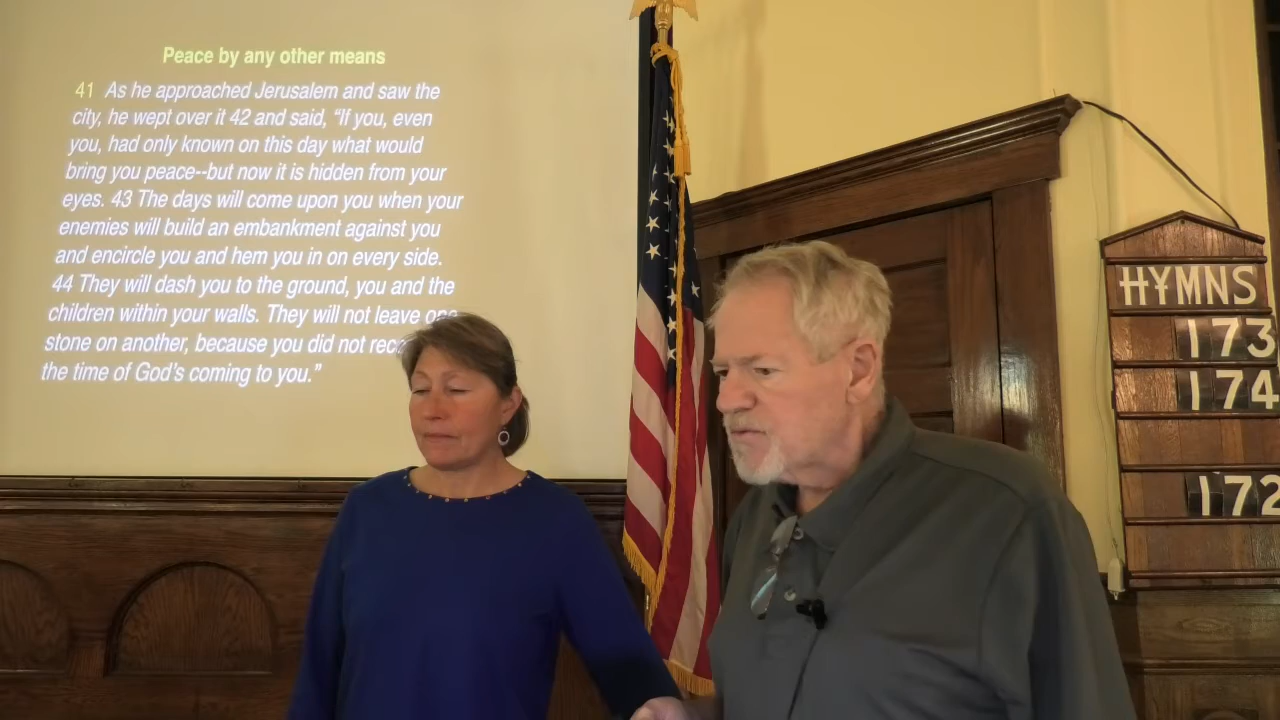 Peace by any other means
41 As he approached Jerusalem and saw the
city, he wept over it 42 and said, “If you, even
you, had only known on this day what would
bring you peace--but now it is hidden from your
eyes. 43 The days will come upon you when your
enemies will build an embankment against you
and encircle you and hem you in on every side.
44 They will dash you to the ground, you and the
children within your walls. They will not leave one
stone on another, because you did not
the time of God’s coming to you.”
HYMNS
173
174
172